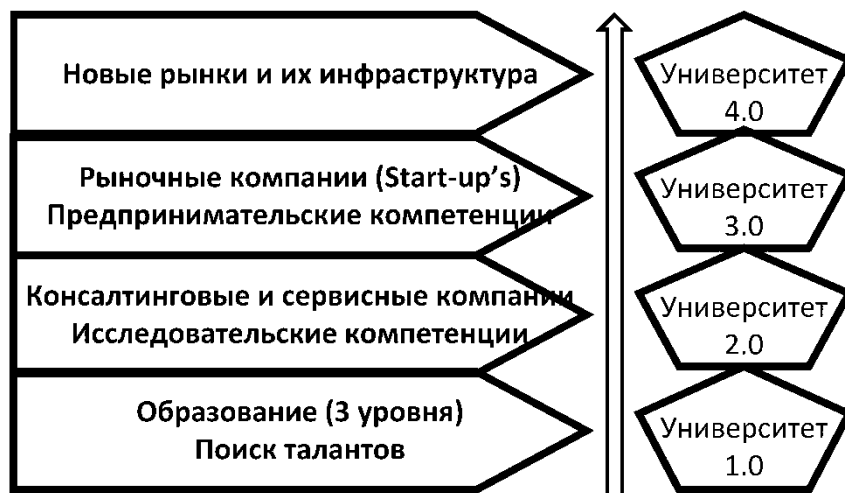 Новые рынки и их инфраструктура
Университет
4.0
Рыночные компании (Start-up’s)
Предпринимательские компетенции
Университет
3.0
Консалтинговые и сервисные компании
Исследовательские компетенции
Университет
2.0
Образование (3 уровня)
Поиск талантов
Университет
1.0